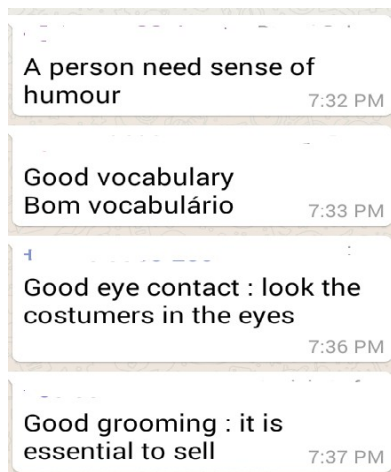 A person need sense of
humour
7:32 PM
Good vocabulary
Bom vocabulário
7:33 PM
Good eye contact : look the
costumers in the eyes
7:36 PM
Good grooming : it is
essential to sell
7:37 PM